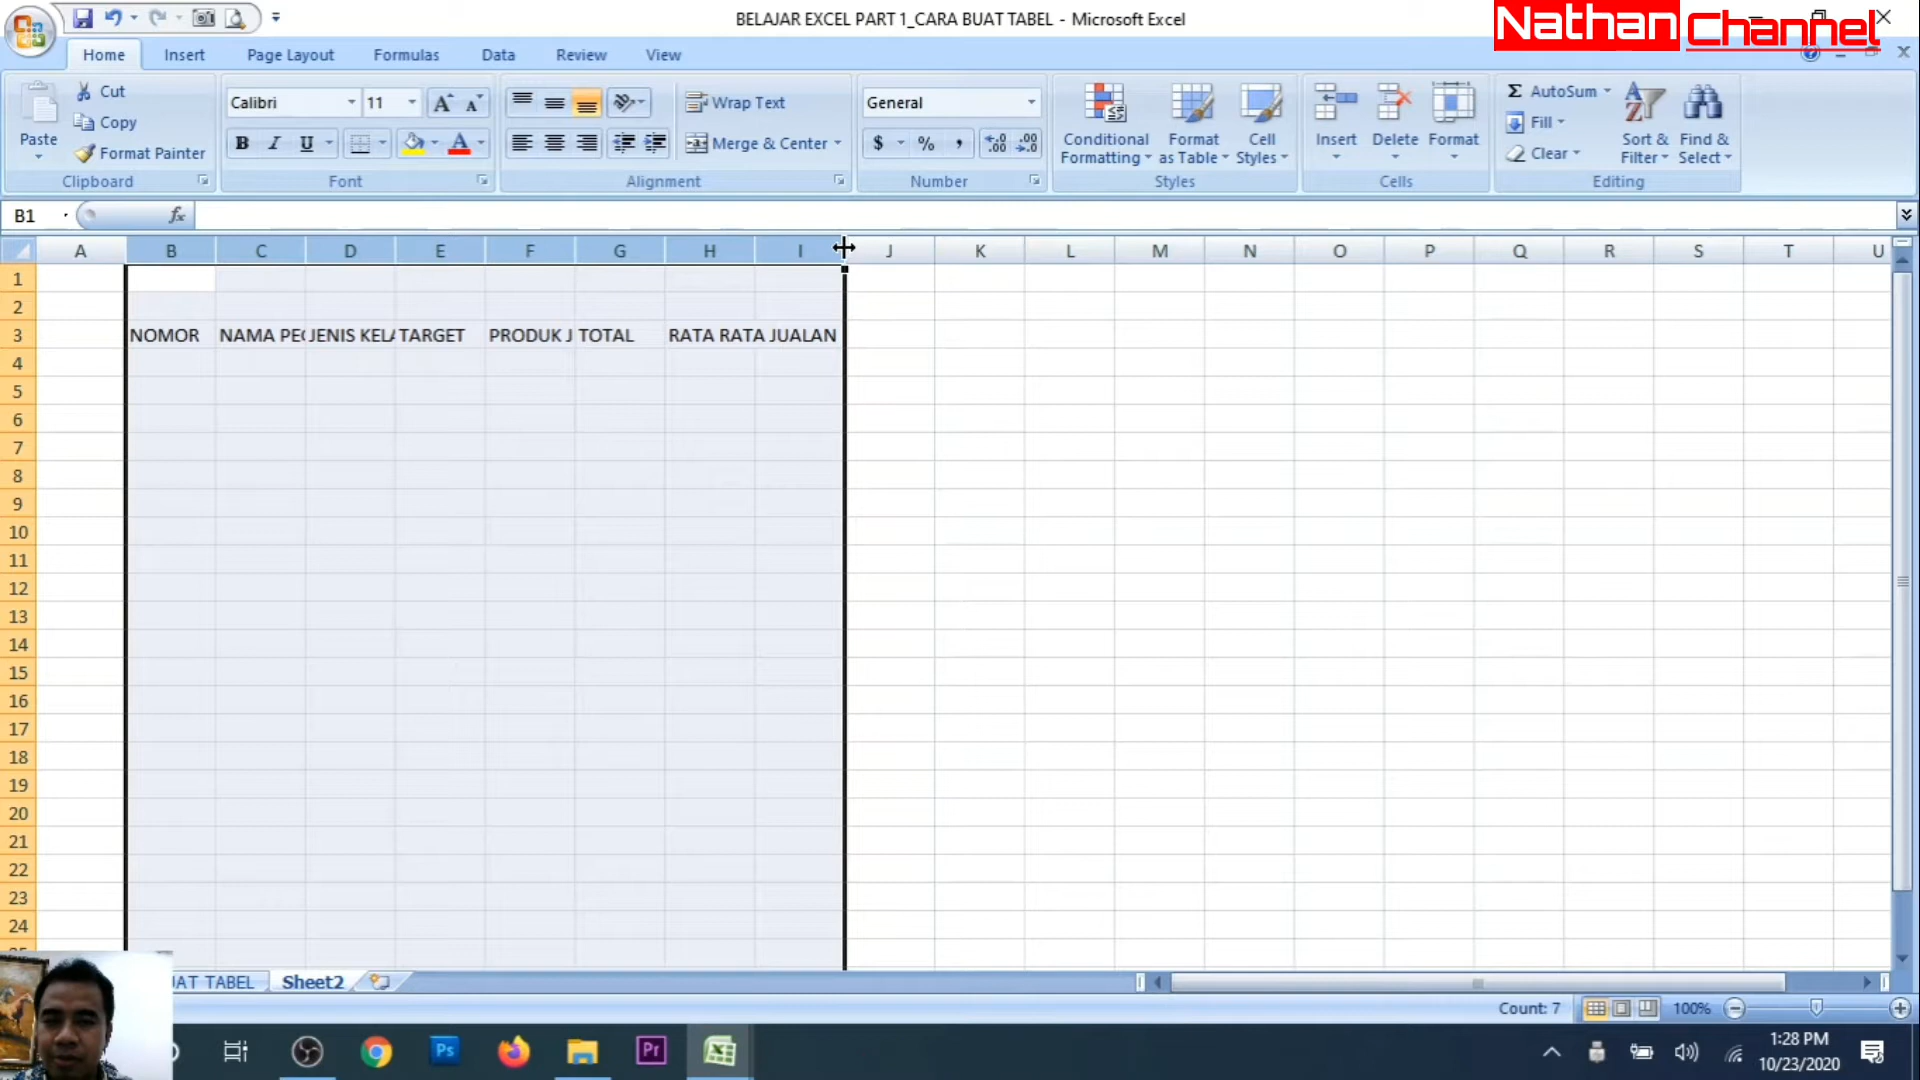 BELAJAR EXCEL PART 1_CARA BUAT TABEL - Microsoft Excel
Nathan Channel
Home Insert Page Layout Formulas Data Review View
Cut
Copy
Format Painter
Paste
Clipboard
Calibri 11
B I U
Font
Wrap Text
Merge & Center
Alignment
General
$ % ,
Number
Conditional Formatting
Format as Table
Cell Styles
Styles
Insert Delete Format
Cells
AutoSum
Fill
Clear
Sort & Filter
Find & Select
Editing
B1 fx
A B C D E F G H I J K L M N O P Q R S T U
1
2
3 NOMOR NAMA PEG JENIS KELA TARGET PRODUK J TOTAL RATA RATA JUALAN
4
5
6
7
8
9
10
11
12
13
14
15
16
17
18
19
20
21
22
23
24
UAT TABEL Sheet2
Count: 7 100%
Ps Pr
1:28 PM
10/23/2020